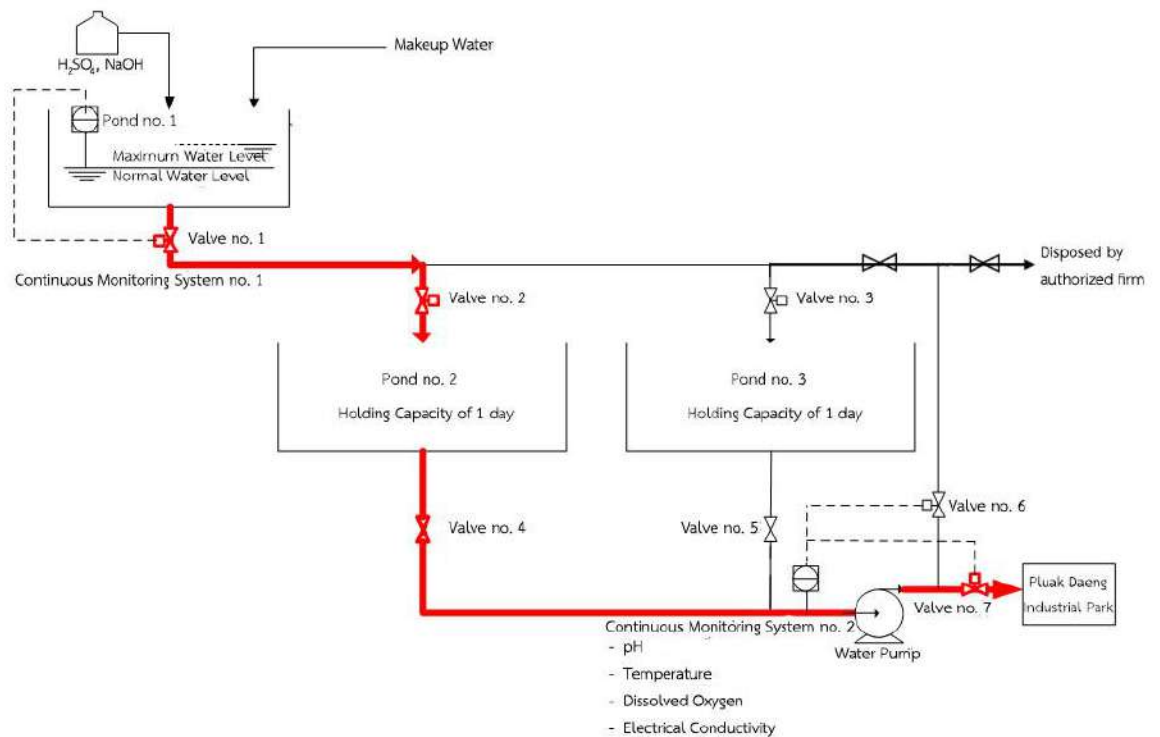 Makeup Water
H₂SO₄, NaOH
Pond no. 1
Maximum Water Level
Normal Water Level
Valve no. 1
Continuous Monitoring System no. 1
Disposed by
authorized firm
Valve no. 2
Valve no. 3
Pond no. 2
Holding Capacity of 1 day
Pond no. 3
Holding Capacity of 1 day
Valve no. 4
Valve no. 5
Valve no. 6
Pluak Daeng
Industrial Park
Valve no. 7
Continuous Monitoring System no. 2
Water Pump
- pH
- Temperature
- Dissolved Oxygen
- Electrical Conductivity